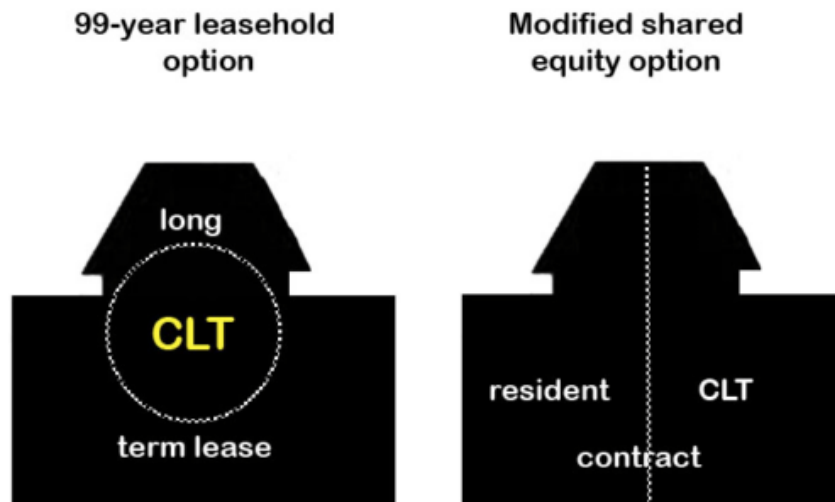 99-year leasehold
option
long
CLT
term lease
Modified shared
equity option
resident CLT
contract